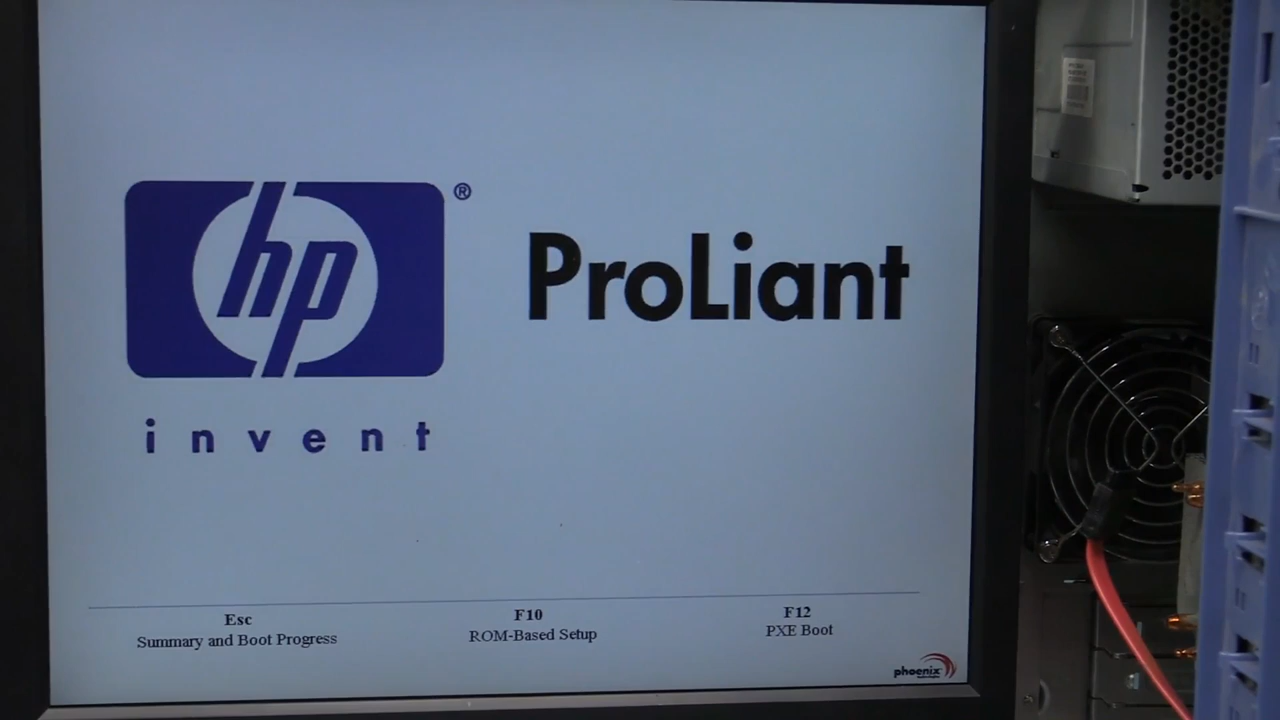 hp®
ProLiant
invent
Esc
Summary and Boot Progress
F10
ROM-Based Setup
F12
PXE Boot
phoenix